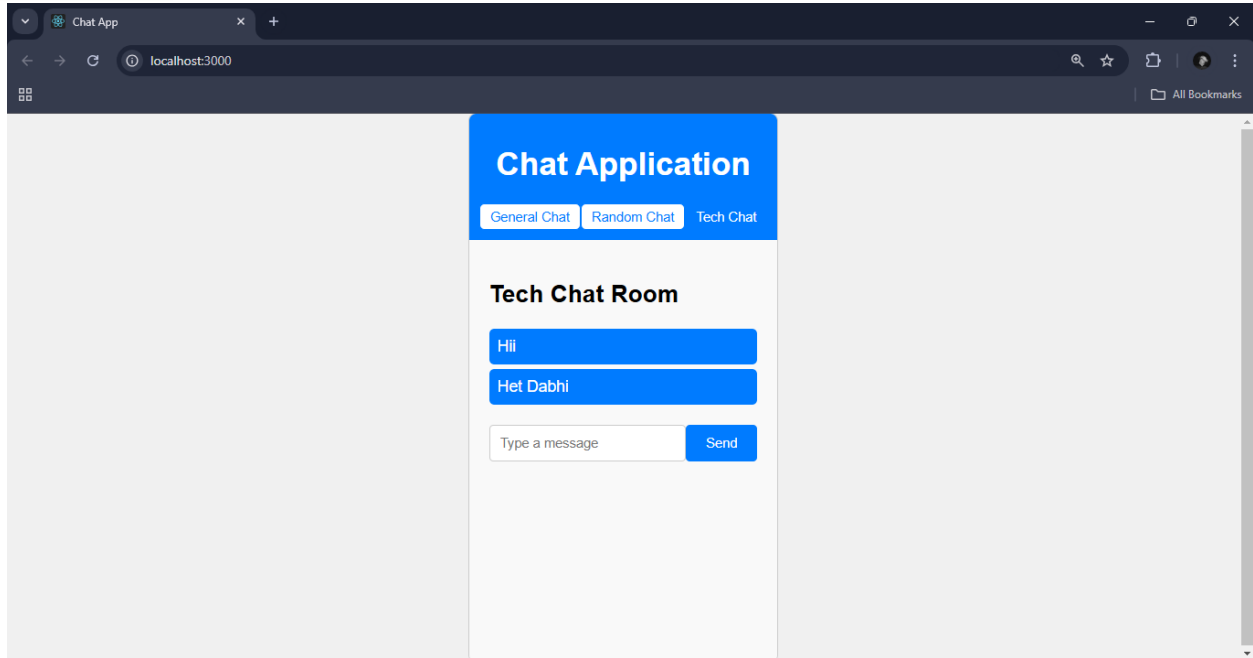 Chat App
localhost:3000
All Bookmarks
Chat Application
General Chat Random Chat Tech Chat
Tech Chat Room
Hii
Het Dabhi
Type a message Send